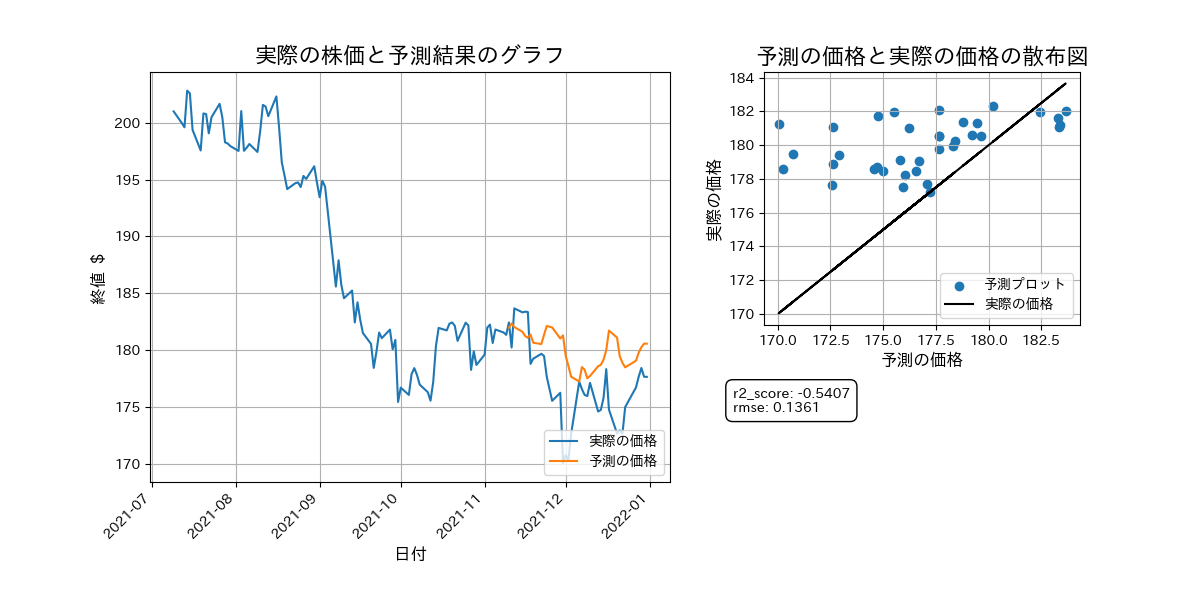 実際の株価と予測結果のグラフ
終値 $
200
195
190
185
180
175
170
2021-07
2021-08
2021-09
2021-10
2021-11
2021-12
2022-01
日付
実際の価格
予測の価格
予測の価格と実際の価格の散布図
実際の価格
184
182
180
178
176
174
172
170
170.0
172.5
175.0
177.5
180.0
182.5
予測の価格
予測プロット
実際の価格
r2_score: -0.5407
rmse: 0.1361